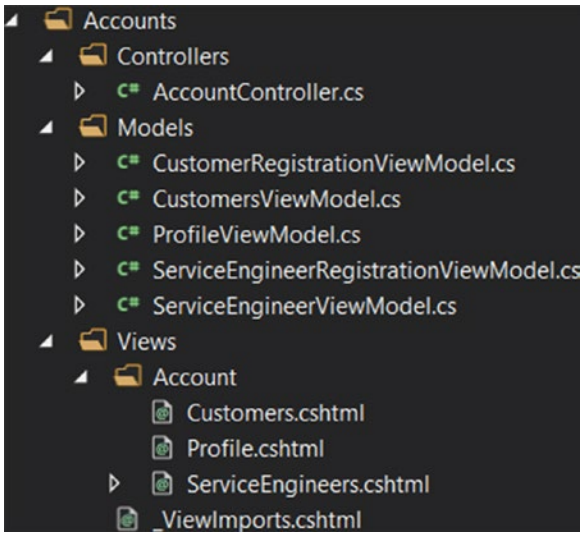 Accounts
Controllers
C# AccountController.cs
Models
C# CustomerRegistrationViewModel.cs
C# CustomersViewModel.cs
C# ProfileViewModel.cs
C# ServiceEngineerRegistrationViewModel.cs
C# ServiceEngineerViewModel.cs
Views
Account
@ Customers.cshtml
@ Profile.cshtml
@ ServiceEngineers.cshtml
@ _ViewImports.cshtml